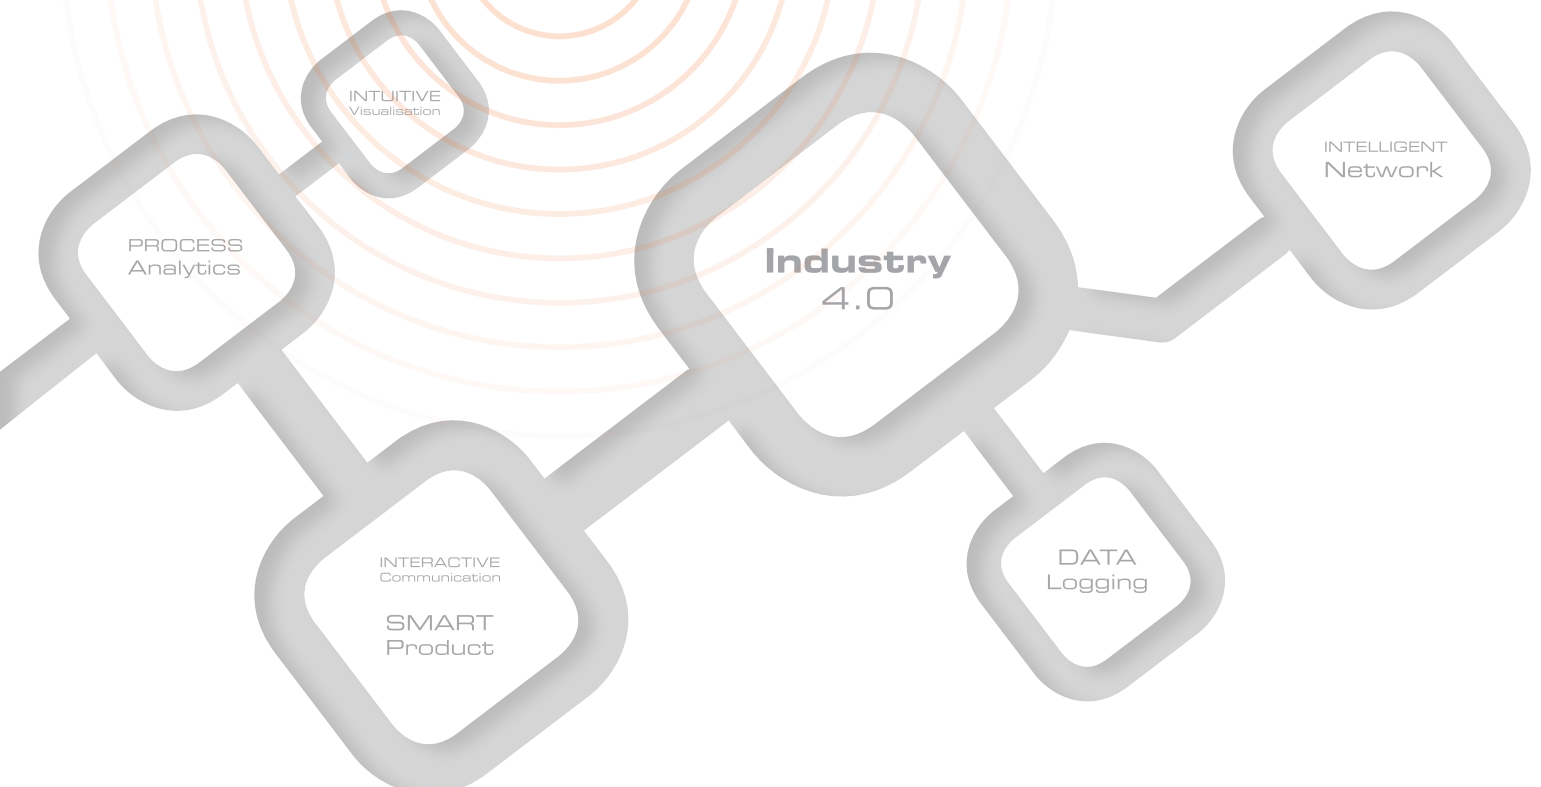 INTUITIVE
Visualisation
PROCESS
Analytics
Industry
4.0
INTELLIGENT
Network
INTERACTIVE
Communication
SMART
Product
DATA
Logging